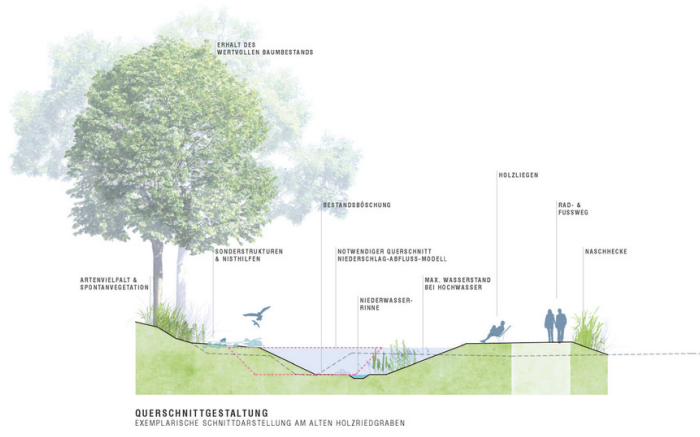 ERHALT DES
WERTVOLLEN BAUMBESTANDS
HOLZLIEGEN
BESTANDSBÖSCHUNG
RAD- &
FUSSWEG
SONDERSTRUKTUREN
& NISTHILFEN
NOTWENDIGER QUERSCHNITT
NIEDERSCHLAG-ABFLUSS-MODELL
NASCHHECKE
ARTENVIELFALT &
SPONTANVEGETATION
MAX. WASSERSTAND
BEI HOCHWASSER
NIEDERWASSER-
RINNE
QUERSCHNITTGESTALTUNG
EXEMPLARISCHE SCHNITTDARSTELLUNG AM ALTEN HOLZRIEDGRABEN